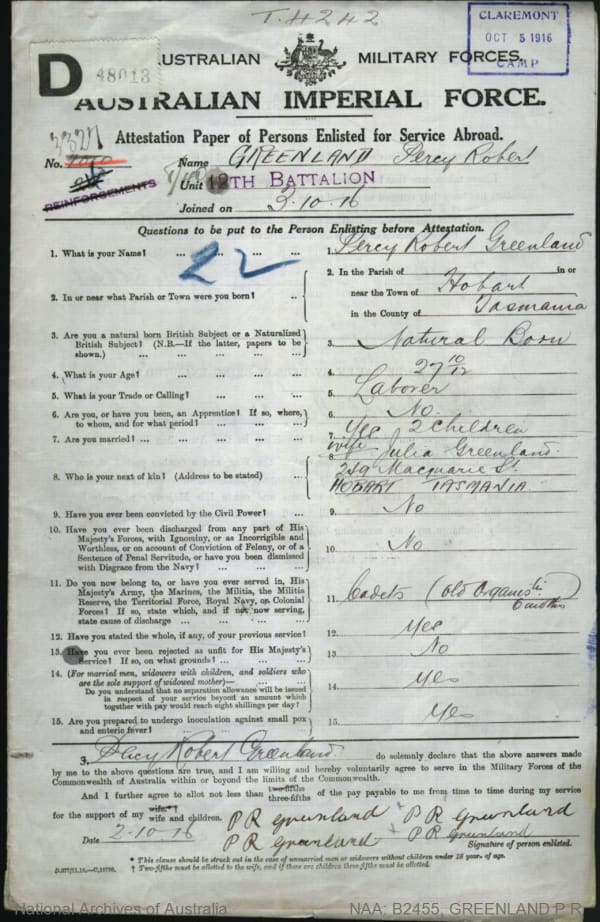 T.4242
CLAREMONT
OCT 5 1916
CAMP
D
48013
AUSTRALIAN MILITARY FORCES.
AUSTRALIAN IMPERIAL FORCE.
Attestation Paper of Persons Enlisted for Service Abroad.
No. Name GREENLAND Percy Robert
REINFORCEMENTS
Unit 12TH BATTALION
Joined on 2-10-16
Questions to be put to the Person Enlisting before Attestation.
22
1. What is your Name? ... ... ... ...
1. Percy Robert Greenland
2. In or near what Parish or Town were you born? ..
2. In the Parish of in or
near the Town of Hobart
in the County of Tasmania
3. Are you a natural born British Subject or a Naturalized
British Subject? (N.B.—If the latter, papers to be
shown.) ... ... ... ...
3. Natural Born
4. What is your Age? ... ... ... ...
4. 27 10/12
5. What is your Trade or Calling? ... ... ...
5. Laborer
6. Are you, or have you been, an Apprentice? If so, where,
to whom, and for what period? ... ... ...
6. No.
7. Are you married? ... ... ... ...
7. Yes 2 children
8. Who is your next of kin? (Address to be stated) ...
8. wife Julia Greenland.
249 Macquarie St.
HOBART TASMANIA
9. Have you ever been convicted by the Civil Power? ...
9. No
10. Have you ever been discharged from any part of His
Majesty's Forces, with Ignominy, or as Incorrigible and
Worthless, or on account of Conviction of Felony, or of a
Sentence of Penal Servitude, or have you been dismissed
with Disgrace from the Navy? ... ... ...
10. No
11. Do you now belong to, or have you ever served in, His
Majesty's Army, the Marines, the Militia, the Militia
Reserve, the Territorial Force, Royal Navy, or Colonial
Forces? If so, state which, and if not now serving,
state cause of discharge ... ... ...
11. Cadets (old Organis
12. Have you stated the whole, if any, of your previous service?
12. Yes
13. Have you ever been rejected as unfit for His Majesty's
Service? If so, on what grounds? ... ... ...
13. No
14. (For married men, widowers with children, and soldiers who
are the sole support of widowed mother)—
Do you understand that no separation allowance will be issued
in respect of your service beyond an amount which
together with pay would reach eight shillings per day?
14. Yes
15. Are you prepared to undergo inoculation against small pox
and enteric fever? ... ... ... ...
15. Yes
I, Percy Robert Greenland do solemnly declare that the above answers made
by me to the above questions are true, and I am willing and hereby voluntarily agree to serve in the Military Forces of the
Commonwealth of Australia within or beyond the limits of the Commonwealth.
And I further agree to allot not less than two-fifths three-fifths of the pay payable to me from time to time during my service
for the support of my wife* † wife and children. P R Greenland P R Greenland
Date 2-10-16 P R Greenland P R Greenland
Signature of person enlisted.
* This clause should be struck out in the case of unmarried men or widowers without children under 18 years of age.
† Two-fifths must be allotted to the wife, and if there are children three-fifths must be allotted.
National Archives of Australia
NAA: B2455, GREENLAND P R